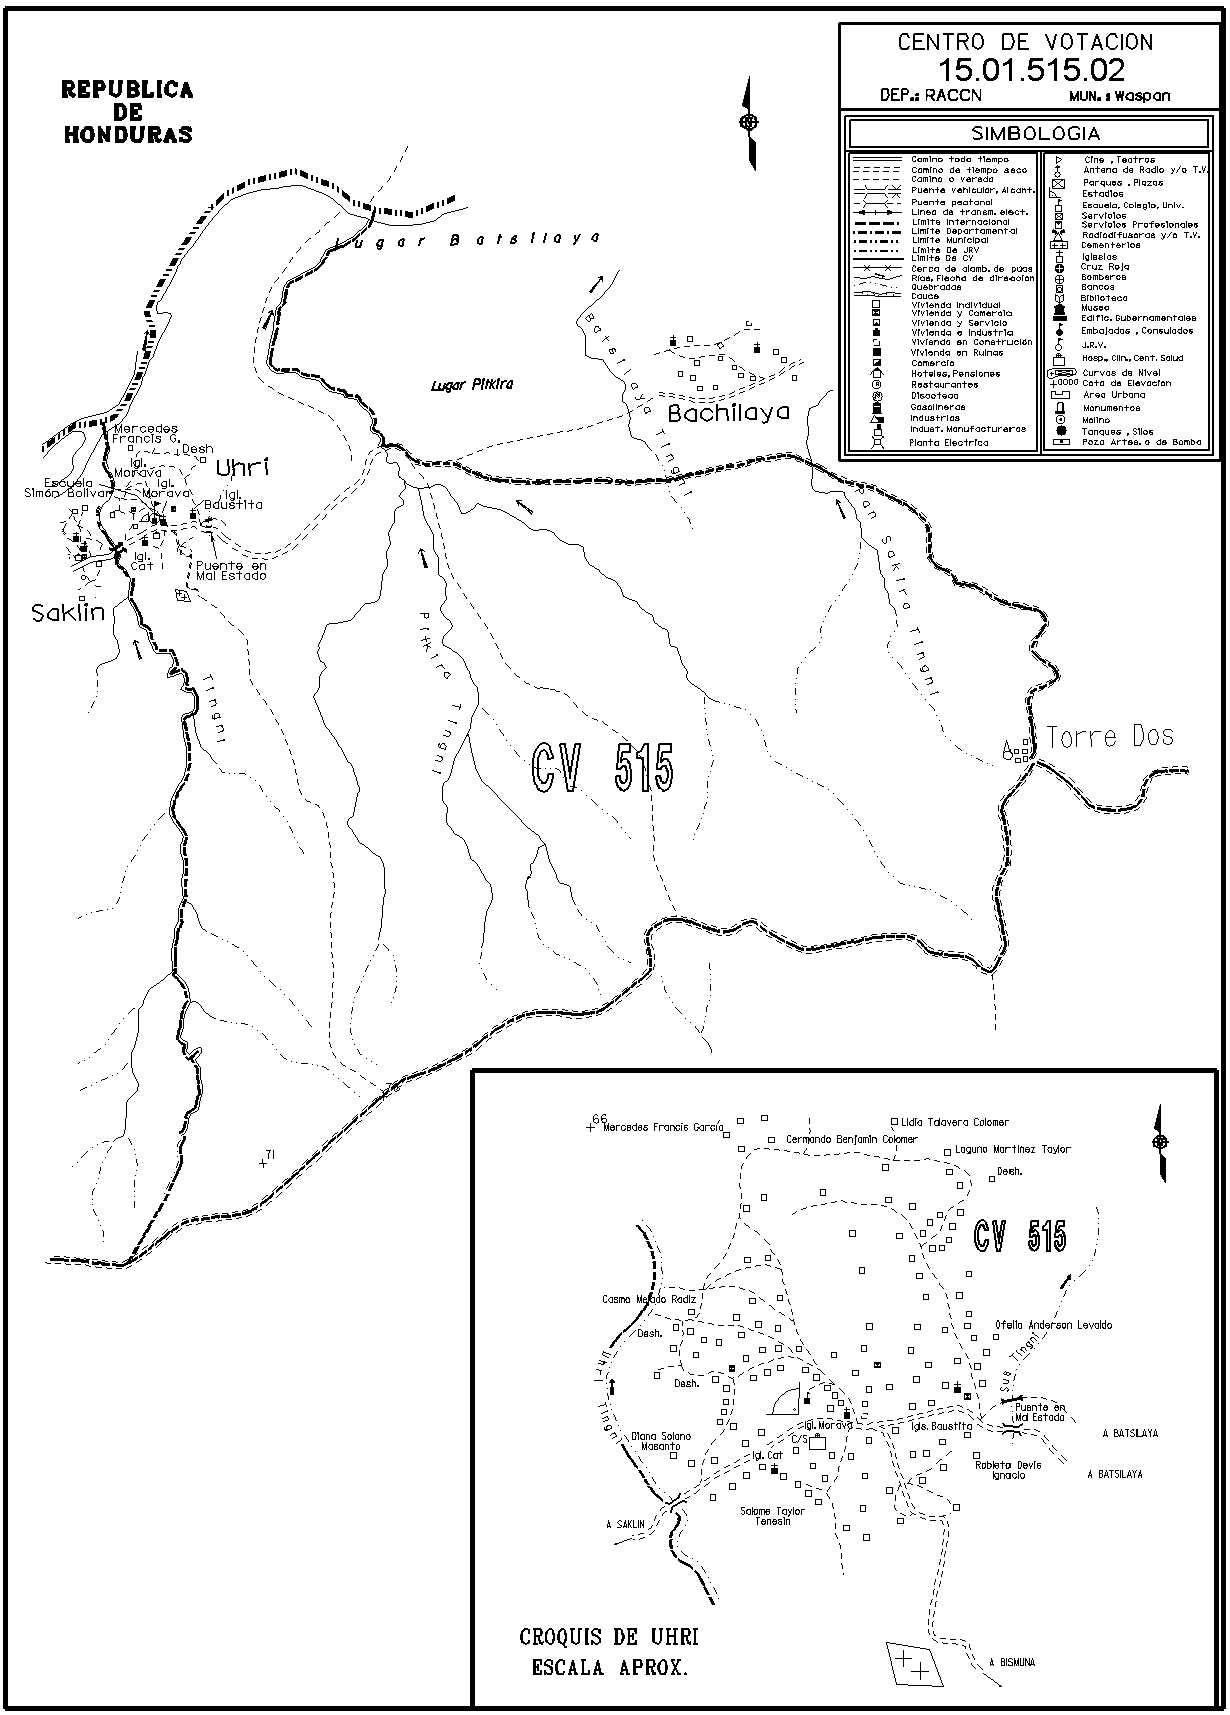 CENTRO DE VOTACION
15.01.515.02
DEP.: RACCN MUN. : Waspan
REPUBLICA
DE
HONDURAS
SIMBOLOGIA
Camino todo tiempo
Camino de tiempo seco
Camino o vereda
Puente vehicular, Alcant.
Puente peatonal
Linea de transm. elect.
Limite Internacional
Limite Departamental
Limite Municipal
Limite De JRV
Limite De CV
Cerca de alamb. de puas
Rios, Flecha de direccion
Quebradas
Cauce
Vivienda Individual
Vivienda y Comercio
Vivienda y Servicio
Vivienda e Industria
Vivienda en Construcción
Vivienda en Ruinas
Comercio
Hoteles, Pensiones
Restaurantes
Discoteca
Gasolineras
Industrias
Indust. Manufactureras
Planta Electrica
Cine , Teatros
Antena de Radio y/o T.V.
Parques , Plazas
Estadios
Escuela, Colegio, Univ.
Servicios
Servicios Profesionales
Radiodifusoras y/o T.V.
Cementerios
Iglesias
Cruz Roja
Bomberos
Bancos
Biblioteca
Museo
Edific. Gubernamentales
Embajadas , Consulados
J.R.V.
Hosp., Clin., Cent. Salud
Curvas de Nivel
Cota de Elevacion
Area Urbana
Monumentos
Molino
Tanques , Silos
Pozo Artes. o de Bomba
Lugar Batsilaya
Batsilaya Tingni
Lugar Pitkira
Bachilaya
Mercedes
Francis G.
Desh
Igl.
Morava
Uhri
Escuela
Simón Bolivar
Igl.
Morava
Igl.
Baustita
Igl.
Cat
Puente en
Mal Estado
Saklin
Tingni
Pitkira Tingni
Pan Sakira Tingni
CV 515
Torre Dos
71
66
Mercedes Francis García
Lidia Talavera Colomer
Cermando Benjamin Colomer
Laguna Martinez Taylor
Desh.
CV 515
Casma Melado Radiz
Desh.
Ofelia Anderson Levaldo
Uhri Tingni
Sus Tingni
Desh.
Puente en
Mal Estado
Igl. Morava
Igls. Baustita
C/S
Diana Solano
Masanto
Igl. Cat
A BATSILAYA
Robleta Devis
Ignacio
A BATSILAYA
Salome Taylor
Tenesin
A SAKLIN
CROQUIS DE UHRI
ESCALA APROX.
A BISMUNA